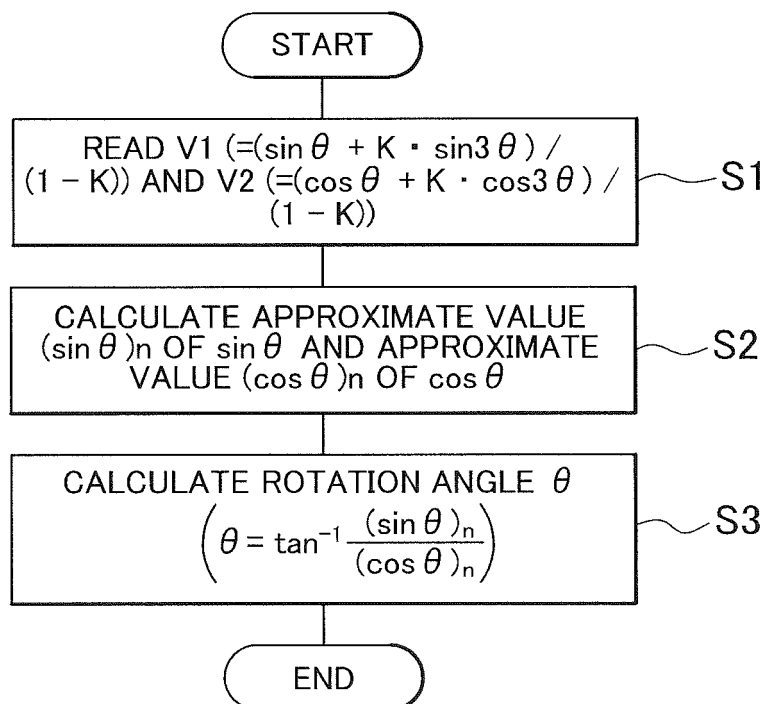 START
READ V1 (=(sin θ + K · sin3 θ) /
(1 - K)) AND V2 (=(cos θ + K · cos3 θ) /
(1 - K))
S1
CALCULATE APPROXIMATE VALUE
(sin θ)n OF sin θ AND APPROXIMATE
VALUE (cos θ)n OF cos θ
S2
CALCULATE ROTATION ANGLE θ
(θ = tan⁻¹ (sin θ)ₙ / (cos θ)ₙ)
S3
END